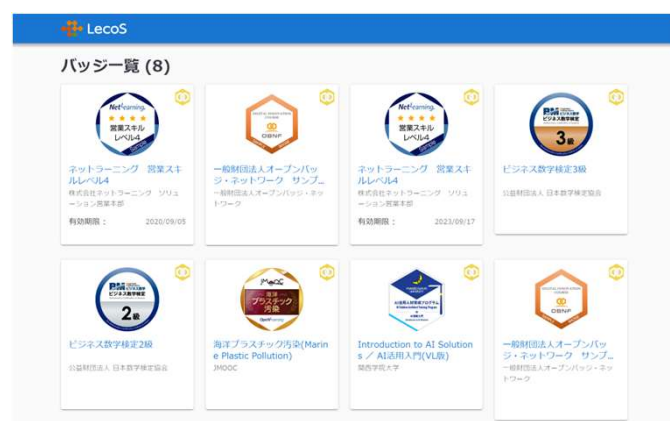 LecoS
バッジ一覧 (8)
NetLearning
営業スキル
レベル4
ネットラーニング 営業スキ
ルレベル4
株式会社ネットラーニング ソリュ
ーション営業本部
有効期限： 2020/09/05
OBNF
一般財団法人オープンバッ
ジ・ネットワーク サンプ...
一般財団法人オープンバッジ・ネッ
トワーク
NetLearning
営業スキル
レベル4
ネットラーニング 営業スキ
ルレベル4
株式会社ネットラーニング ソリュ
ーション営業本部
有効期限： 2023/09/17
ビジネス数学検定
3級
ビジネス数学検定3級
公益財団法人 日本数学検定協会
ビジネス数学検定
2級
ビジネス数学検定2級
公益財団法人 日本数学検定協会
JMOOC
海洋
プラスチック
汚染
海洋プラスチック汚染(Marin
e Plastic Pollution)
JMOOC
AI活用人材育成プログラム
Introduction to AI Solution
s ／ AI活用入門(VL版)
関西学院大学
OBNF
一般財団法人オープンバッ
ジ・ネットワーク サンプ...
一般財団法人オープンバッジ・ネッ
トワーク